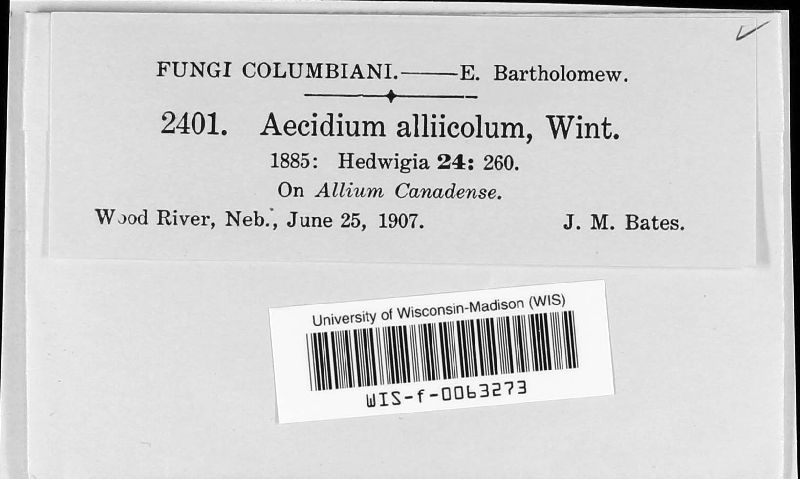 FUNGI COLUMBIANI.——E. Bartholomew.
2401. Aecidium alliicolum, Wint.
1885: Hedwigia 24: 260.
On Allium Canadense.
Wood River, Neb., June 25, 1907. J. M. Bates.
University of Wisconsin-Madison (WIS)
WIS-f-0063273